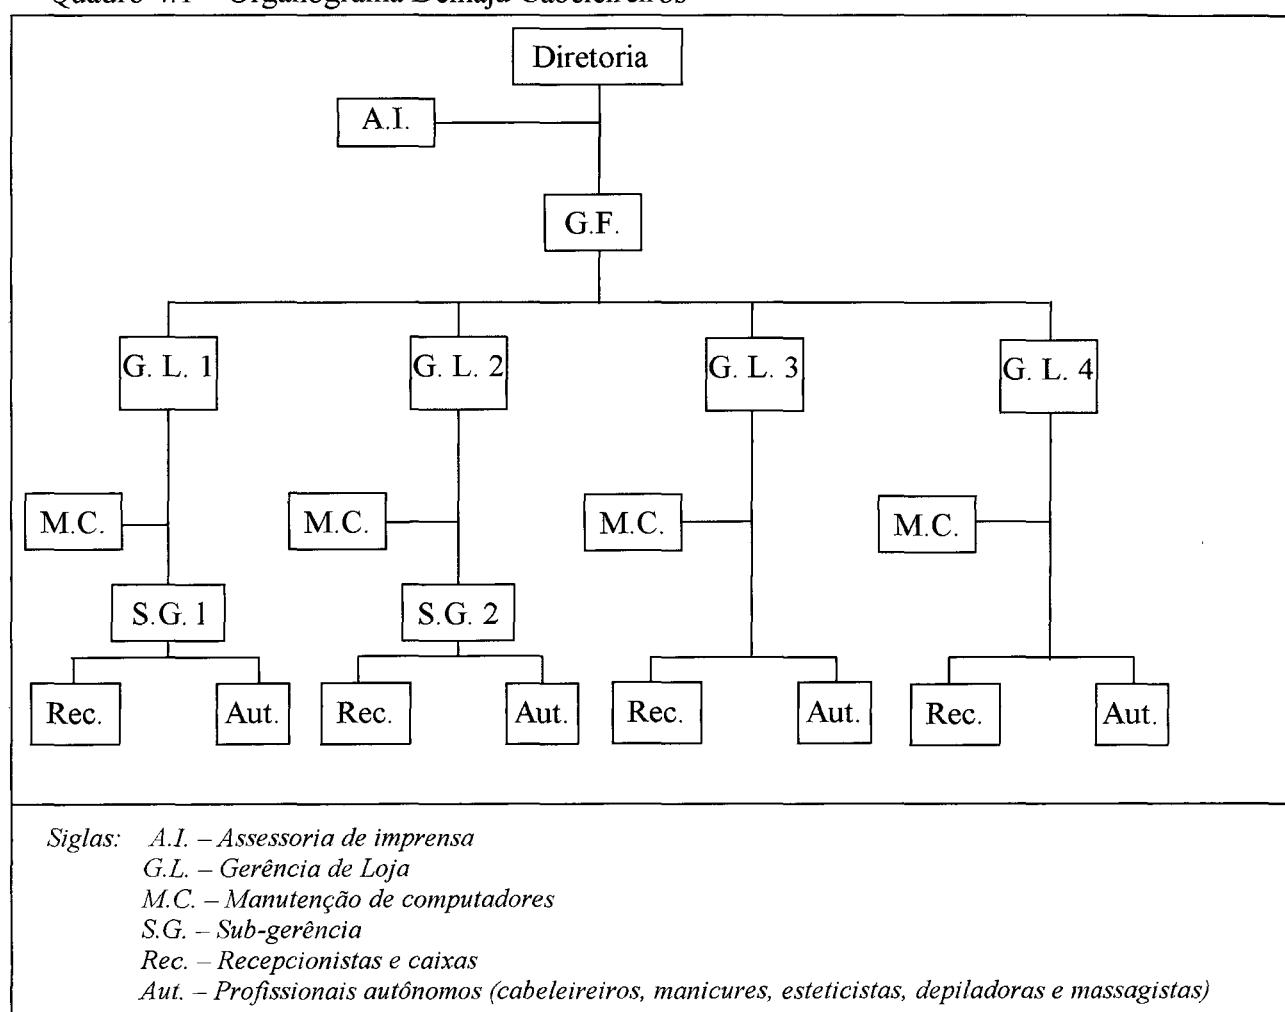 Diretoria
A.I.
G.F.
G. L. 1 G. L. 2 G. L. 3 G. L. 4
M.C. M.C. M.C. M.C.
S.G. 1 S.G. 2
Rec. Aut. Rec. Aut. Rec. Aut. Rec. Aut.
Siglas: A.I. – Assessoria de imprensa
G.L. – Gerência de Loja
M.C. – Manutenção de computadores
S.G. – Sub-gerência
Rec. – Recepcionistas e caixas
Aut. – Profissionais autônomos (cabeleireiros, manicures, esteticistas, depiladoras e massagistas)